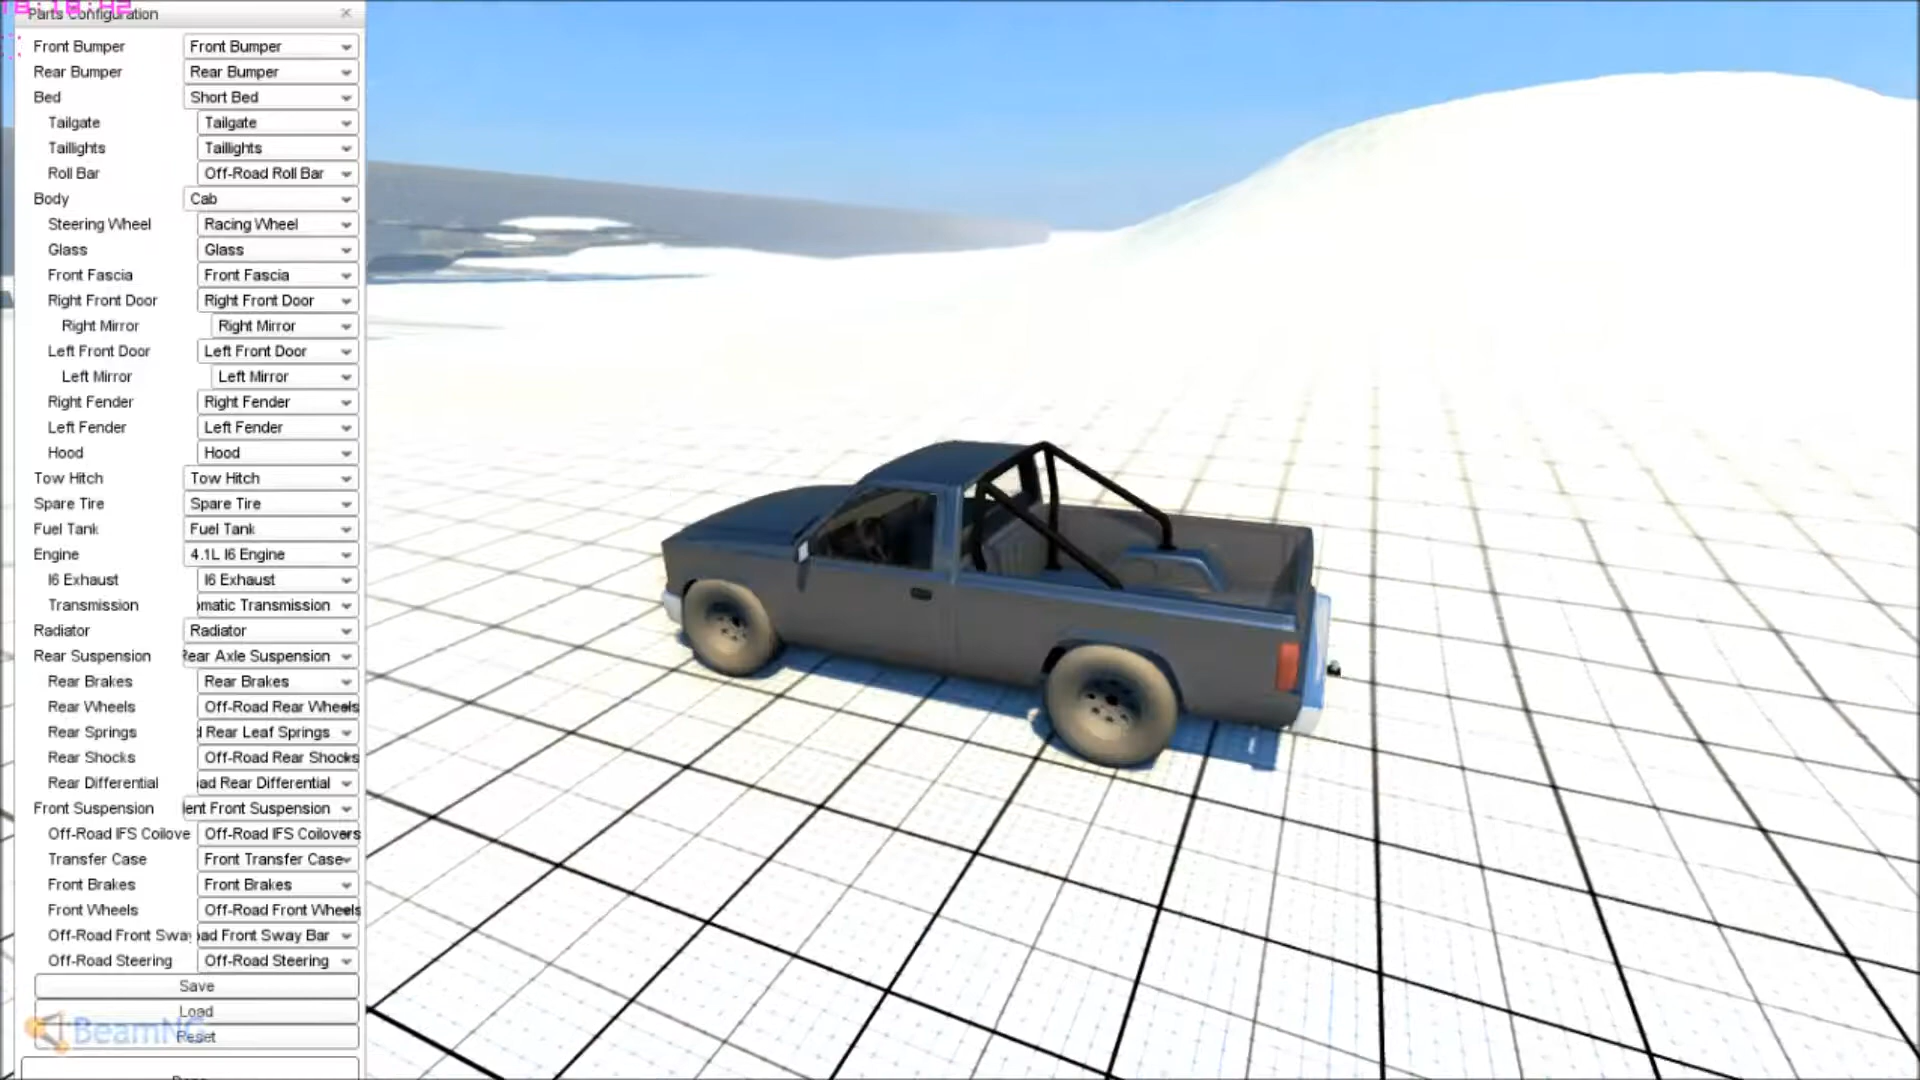 Parts Configuration
Front Bumper Front Bumper
Rear Bumper Rear Bumper
Bed Short Bed
Tailgate Tailgate
Taillights Taillights
Roll Bar Off-Road Roll Bar
Body Cab
Steering Wheel Racing Wheel
Glass Glass
Front Fascia Front Fascia
Right Front Door Right Front Door
Right Mirror Right Mirror
Left Front Door Left Front Door
Left Mirror Left Mirror
Right Fender Right Fender
Left Fender Left Fender
Hood Hood
Tow Hitch Tow Hitch
Spare Tire Spare Tire
Fuel Tank Fuel Tank
Engine 4.1L I6 Engine
I6 Exhaust I6 Exhaust
Transmission omatic Transmission
Radiator Radiator
Rear Suspension Rear Axle Suspension
Rear Brakes Rear Brakes
Rear Wheels Off-Road Rear Wheels
Rear Springs d Rear Leaf Springs
Rear Shocks Off-Road Rear Shocks
Rear Differential ad Rear Differential
Front Suspension ent Front Suspension
Off-Road IFS Coilove Off-Road IFS Coilovers
Transfer Case Front Transfer Case
Front Brakes Front Brakes
Front Wheels Off-Road Front Wheels
Off-Road Front Sway ad Front Sway Bar
Off-Road Steering Off-Road Steering
Save
Load
BeamNG
Reset